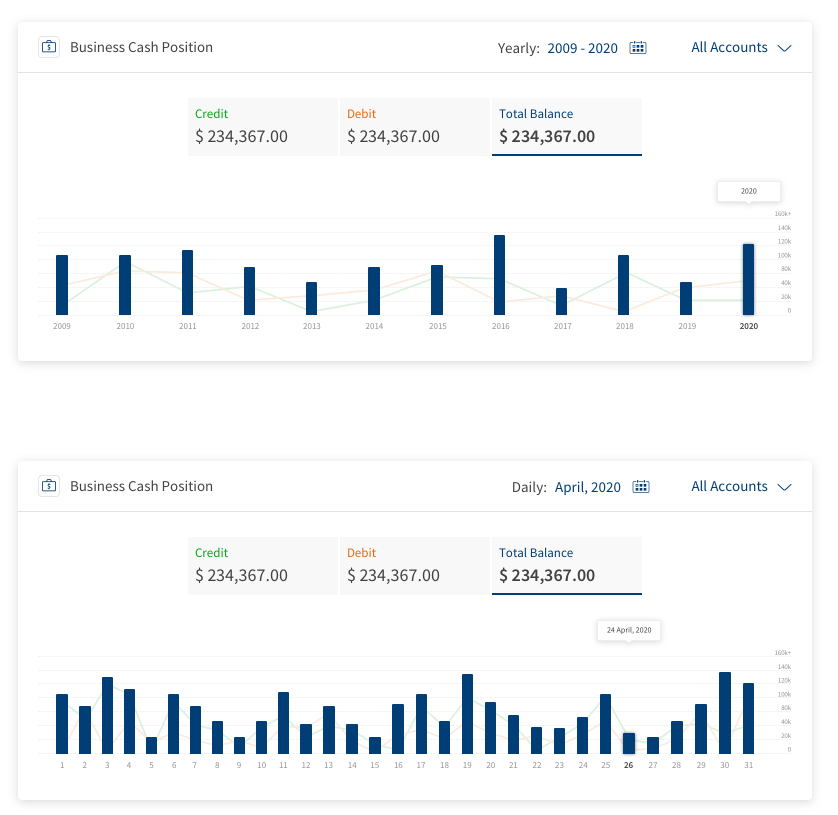 Business Cash Position
Yearly: 2009 - 2020
All Accounts
Credit
$ 234,367.00
Debit
$ 234,367.00
Total Balance
$ 234,367.00
2020
160k+
140k
120k
100k
80k
40k
20k
0
2009 2010 2011 2012 2013 2014 2015 2016 2017 2018 2019 2020
Business Cash Position
Daily: April, 2020
All Accounts
Credit
$ 234,367.00
Debit
$ 234,367.00
Total Balance
$ 234,367.00
24 April, 2020
160k+
140k
120k
100k
80k
40k
20k
0
1 2 3 4 5 6 7 8 9 10 11 12 13 14 15 16 17 18 19 20 21 22 23 24 25 26 27 28 29 30 31